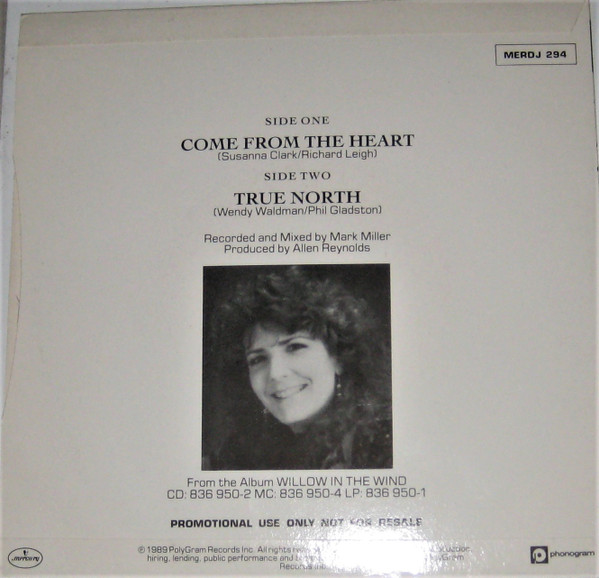 MERDJ 294
SIDE ONE
COME FROM THE HEART
(Susanna Clark/Richard Leigh)
SIDE TWO
TRUE NORTH
(Wendy Waldman/Phil Gladston)
Recorded and Mixed by Mark Miller
Produced by Allen Reynolds
From the Album WILLOW IN THE WIND
CD: 836 950-2 MC: 836 950-4 LP: 836 950-1
PROMOTIONAL USE ONLY NOT FOR RESALE
℗ 1989 PolyGram Records Inc. All rights
hiring, lending, public performance and
Records Inc.
mercury
phonogram